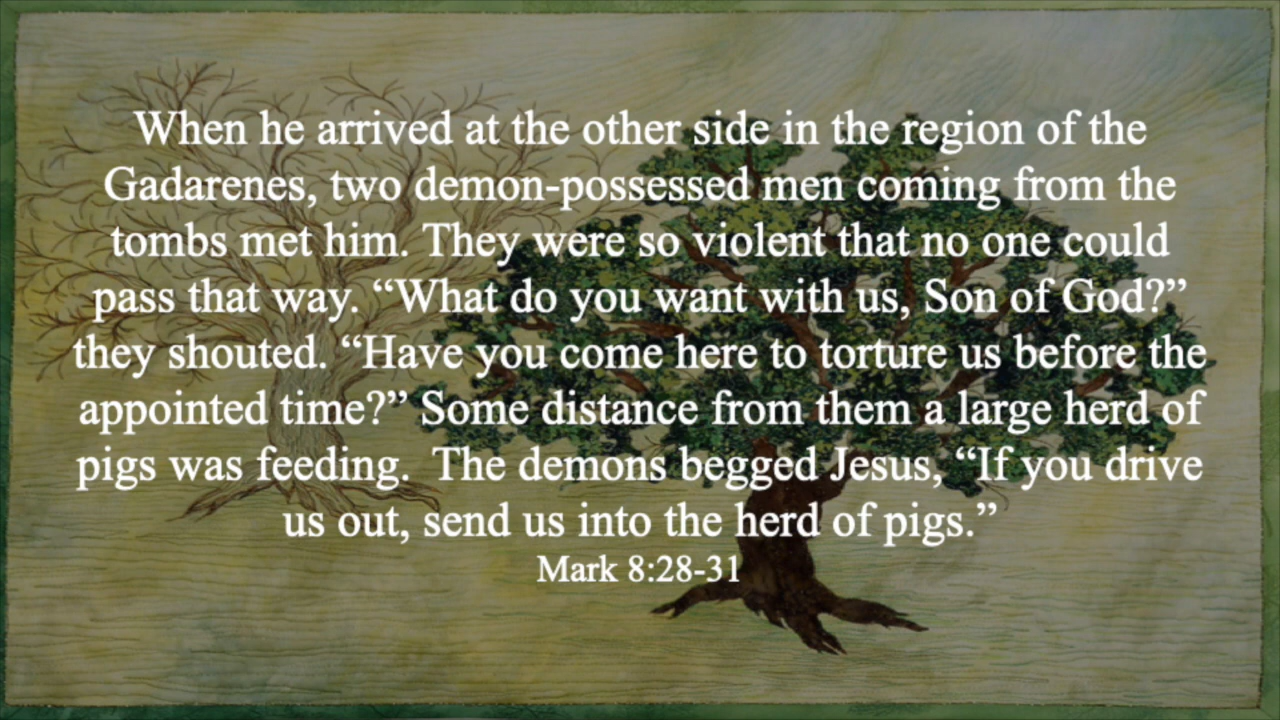 When he arrived at the other side in the region of the
Gadarenes, two demon-possessed men coming from the
tombs met him. They were so violent that no one could
pass that way. “What do you want with us, Son of God?”
they shouted. “Have you come here to torture us before the
appointed time?” Some distance from them a large herd of
pigs was feeding.  The demons begged Jesus, “If you drive
us out, send us into the herd of pigs.”
Mark 8:28-31